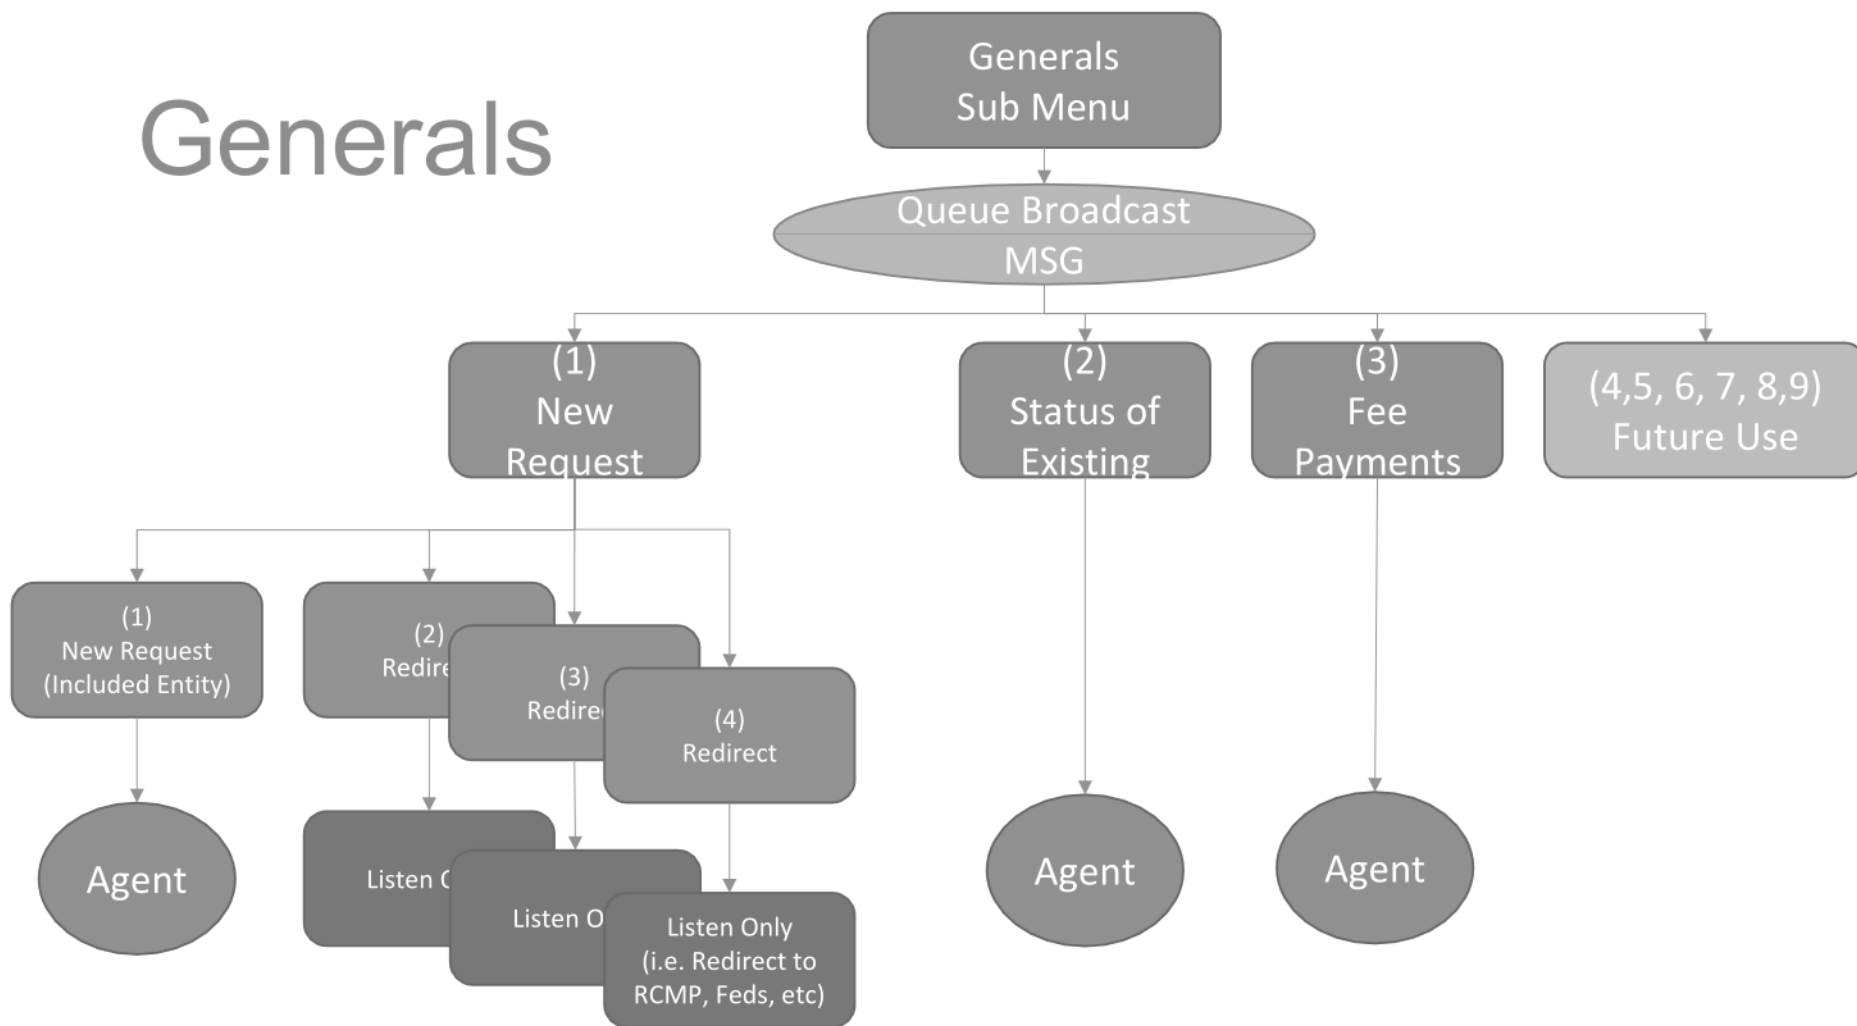 Generals
Generals
Sub Menu
Queue Broadcast
MSG
(1)
New
Request
(2)
Status of
Existing
(3)
Fee
Payments
(4,5, 6, 7, 8,9)
Future Use
(1)
New Request
(Included Entity)
(2)
(3)
(4)
Redirect
Agent
Listen
Listen
Listen Only
(i.e. Redirect to
RCMP, Feds, etc)
Agent
Agent